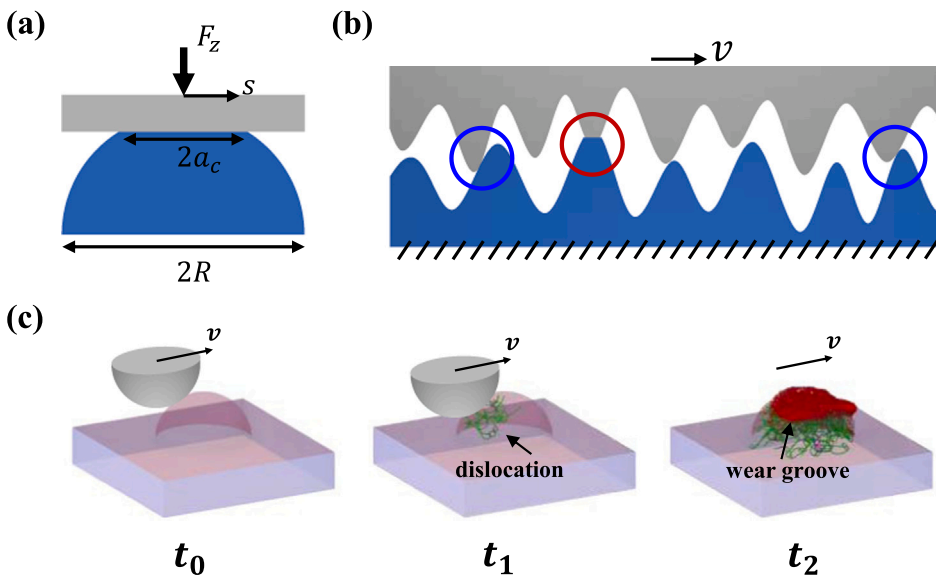 (a)
F_z
s
2a_c
2R
(b)
v
(c)
v
v
v
dislocation
wear groove
t_0
t_1
t_2